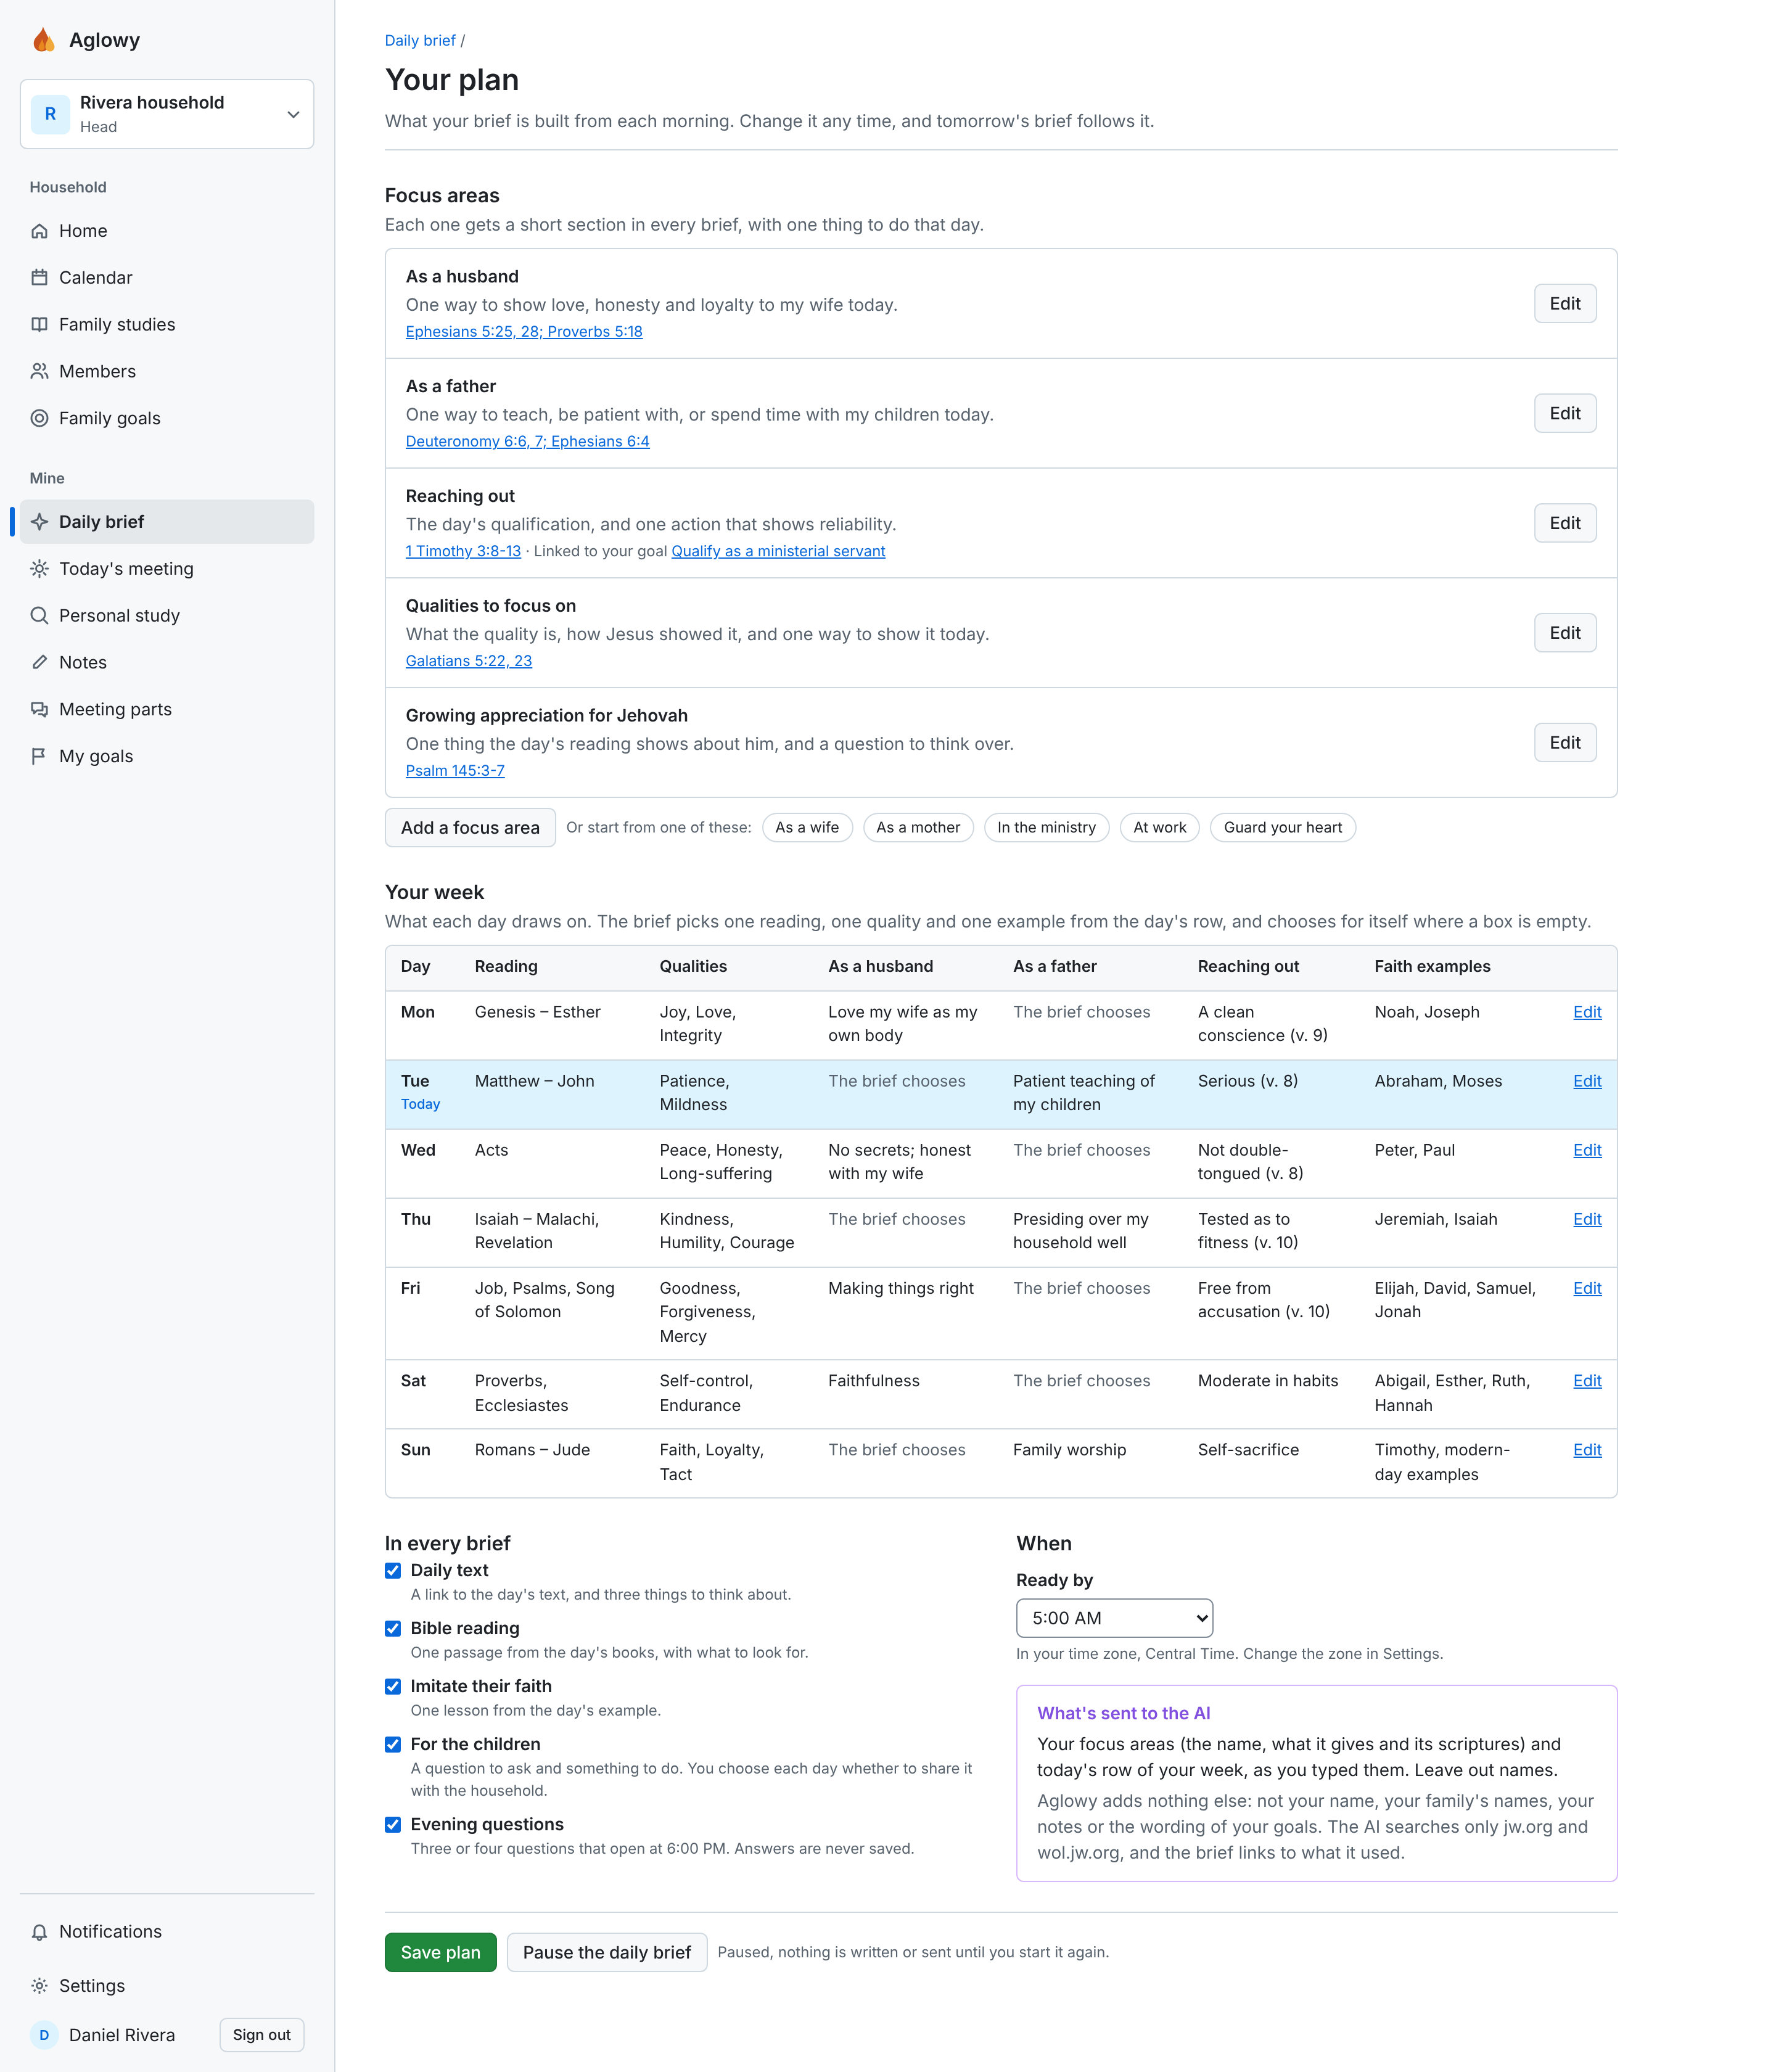 Aglowy
R
Rivera household
Head
Household
Home
Calendar
Family studies
Members
Family goals
Mine
Daily brief
Today's meeting
Personal study
Notes
Meeting parts
My goals
Notifications
Settings
D
Daniel Rivera
Sign out
Daily brief /
Your plan
What your brief is built from each morning. Change it any time, and tomorrow's brief follows it.
Focus areas
Each one gets a short section in every brief, with one thing to do that day.
As a husband
One way to show love, honesty and loyalty to my wife today.
Ephesians 5:25, 28; Proverbs 5:18
Edit
As a father
One way to teach, be patient with, or spend time with my children today.
Deuteronomy 6:6, 7; Ephesians 6:4
Edit
Reaching out
The day's qualification, and one action that shows reliability.
1 Timothy 3:8-13 · Linked to your goal Qualify as a ministerial servant
Edit
Qualities to focus on
What the quality is, how Jesus showed it, and one way to show it today.
Galatians 5:22, 23
Edit
Growing appreciation for Jehovah
One thing the day's reading shows about him, and a question to think over.
Psalm 145:3-7
Edit
Add a focus area Or start from one of these: As a wife As a mother In the ministry At work Guard your heart
Your week
What each day draws on. The brief picks one reading, one quality and one example from the day's row, and chooses for itself where a box is empty.
Day Reading Qualities As a husband As a father Reaching out Faith examples
Mon Genesis – Esther Joy, Love, Love my wife as my The brief chooses A clean Noah, Joseph Edit
Integrity own body conscience (v. 9)
Tue Matthew – John Patience, The brief chooses Patient teaching of Serious (v. 8) Abraham, Moses Edit
Today Mildness my children
Wed Acts Peace, Honesty, No secrets; honest The brief chooses Not double- Peter, Paul Edit
Long-suffering with my wife tongued (v. 8)
Thu Isaiah – Malachi, Kindness, The brief chooses Presiding over my Tested as to Jeremiah, Isaiah Edit
Revelation Humility, Courage household well fitness (v. 10)
Fri Job, Psalms, Song Goodness, Making things right The brief chooses Free from Elijah, David, Samuel, Edit
of Solomon Forgiveness, accusation (v. 10) Jonah
Mercy
Sat Proverbs, Self-control, Faithfulness The brief chooses Moderate in habits Abigail, Esther, Ruth, Edit
Ecclesiastes Endurance Hannah
Sun Romans – Jude Faith, Loyalty, The brief chooses Family worship Self-sacrifice Timothy, modern- Edit
Tact day examples
In every brief
Daily text
A link to the day's text, and three things to think about.
Bible reading
One passage from the day's books, with what to look for.
Imitate their faith
One lesson from the day's example.
For the children
A question to ask and something to do. You choose each day whether to share it
with the household.
Evening questions
Three or four questions that open at 6:00 PM. Answers are never saved.
When
Ready by
5:00 AM
In your time zone, Central Time. Change the zone in Settings.
What's sent to the AI
Your focus areas (the name, what it gives and its scriptures) and
today's row of your week, as you typed them. Leave out names.
Aglowy adds nothing else: not your name, your family's names, your
notes or the wording of your goals. The AI searches only jw.org and
wol.jw.org, and the brief links to what it used.
Save plan Pause the daily brief Paused, nothing is written or sent until you start it again.